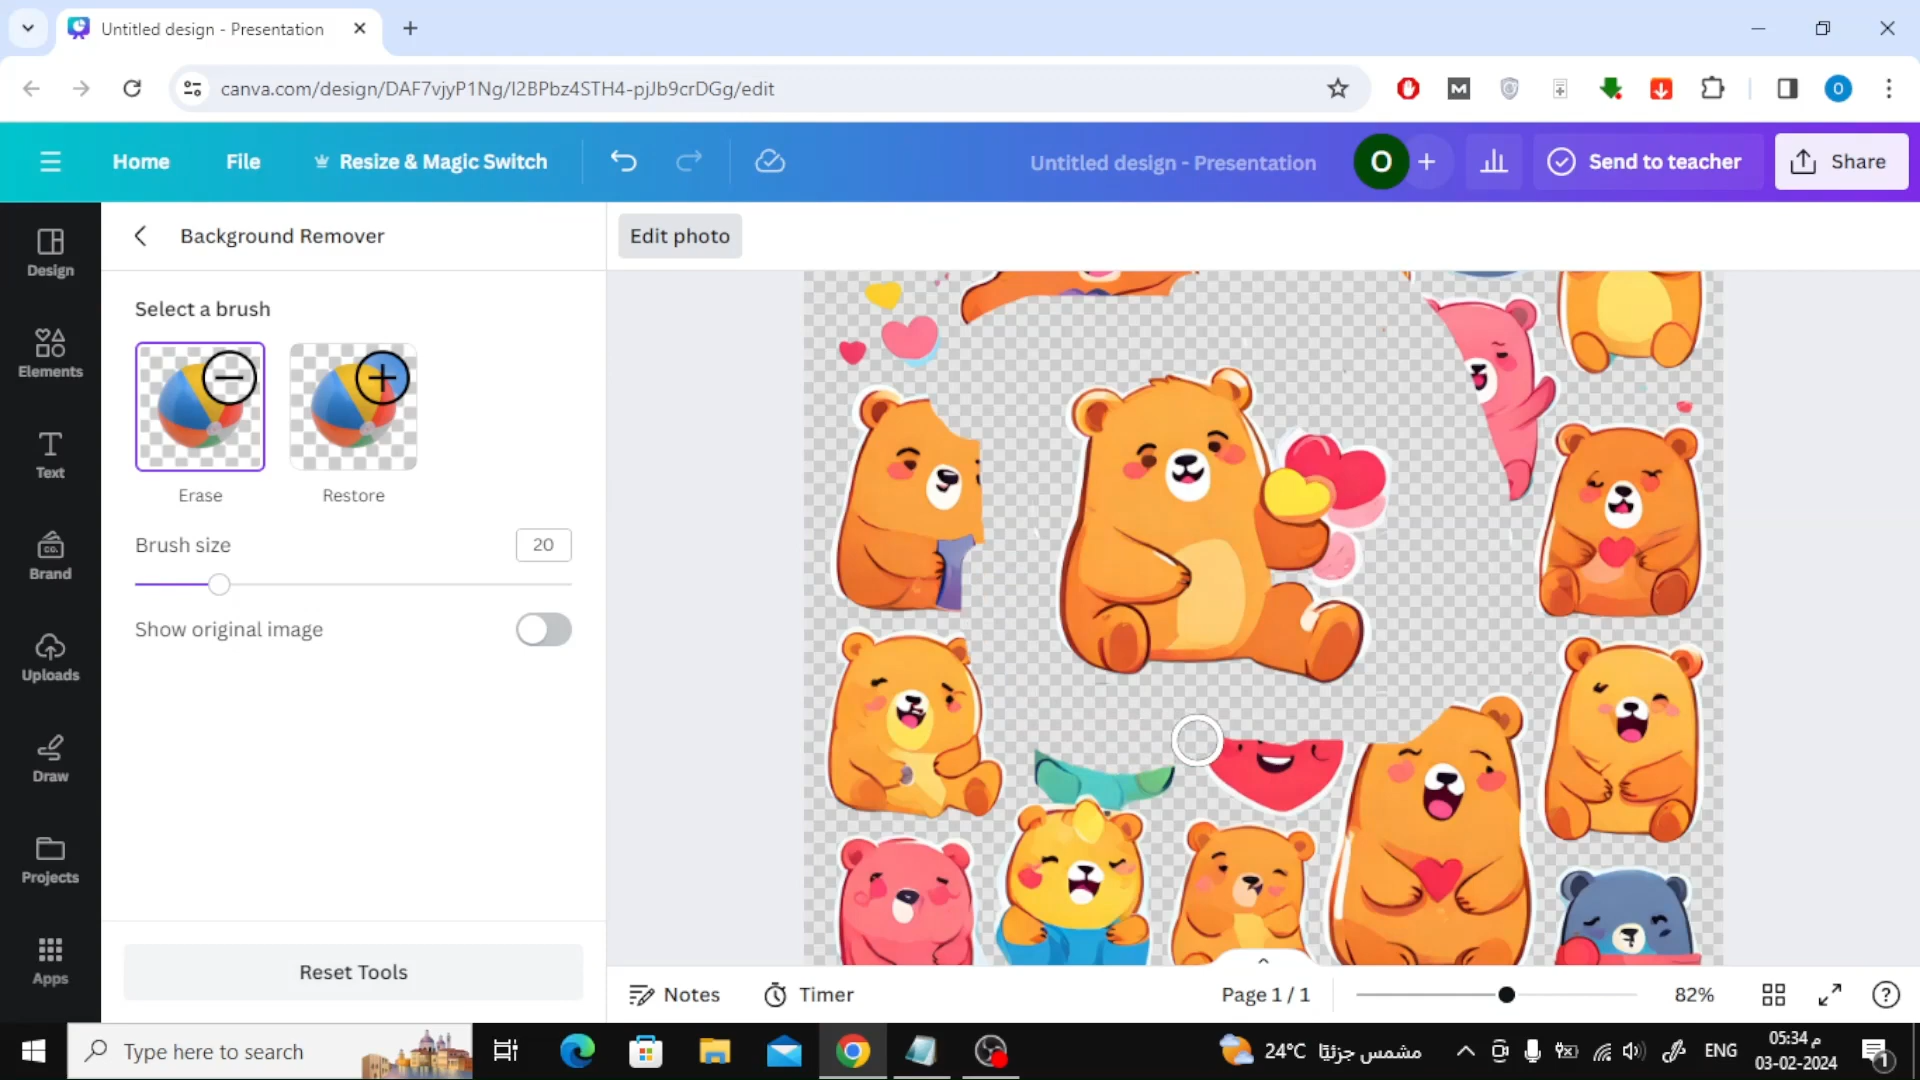 Untitled design - Presentation
canva.com/design/DAF7vjyP1Ng/I2BPbz4STH4-pjJb9crDGg/edit
O
Home
File
Resize & Magic Switch
Untitled design - Presentation
O
Send to teacher
Share
Design
Elements
Text
Brand
Uploads
Draw
Projects
Apps
Background Remover
Edit photo
Select a brush
Erase
Restore
Brush size
20
Show original image
Reset Tools
Notes
Timer
Page 1 / 1
82%
Type here to search
24°C
مشمس جزئيًا
ENG
05:34 م
03-02-2024
1